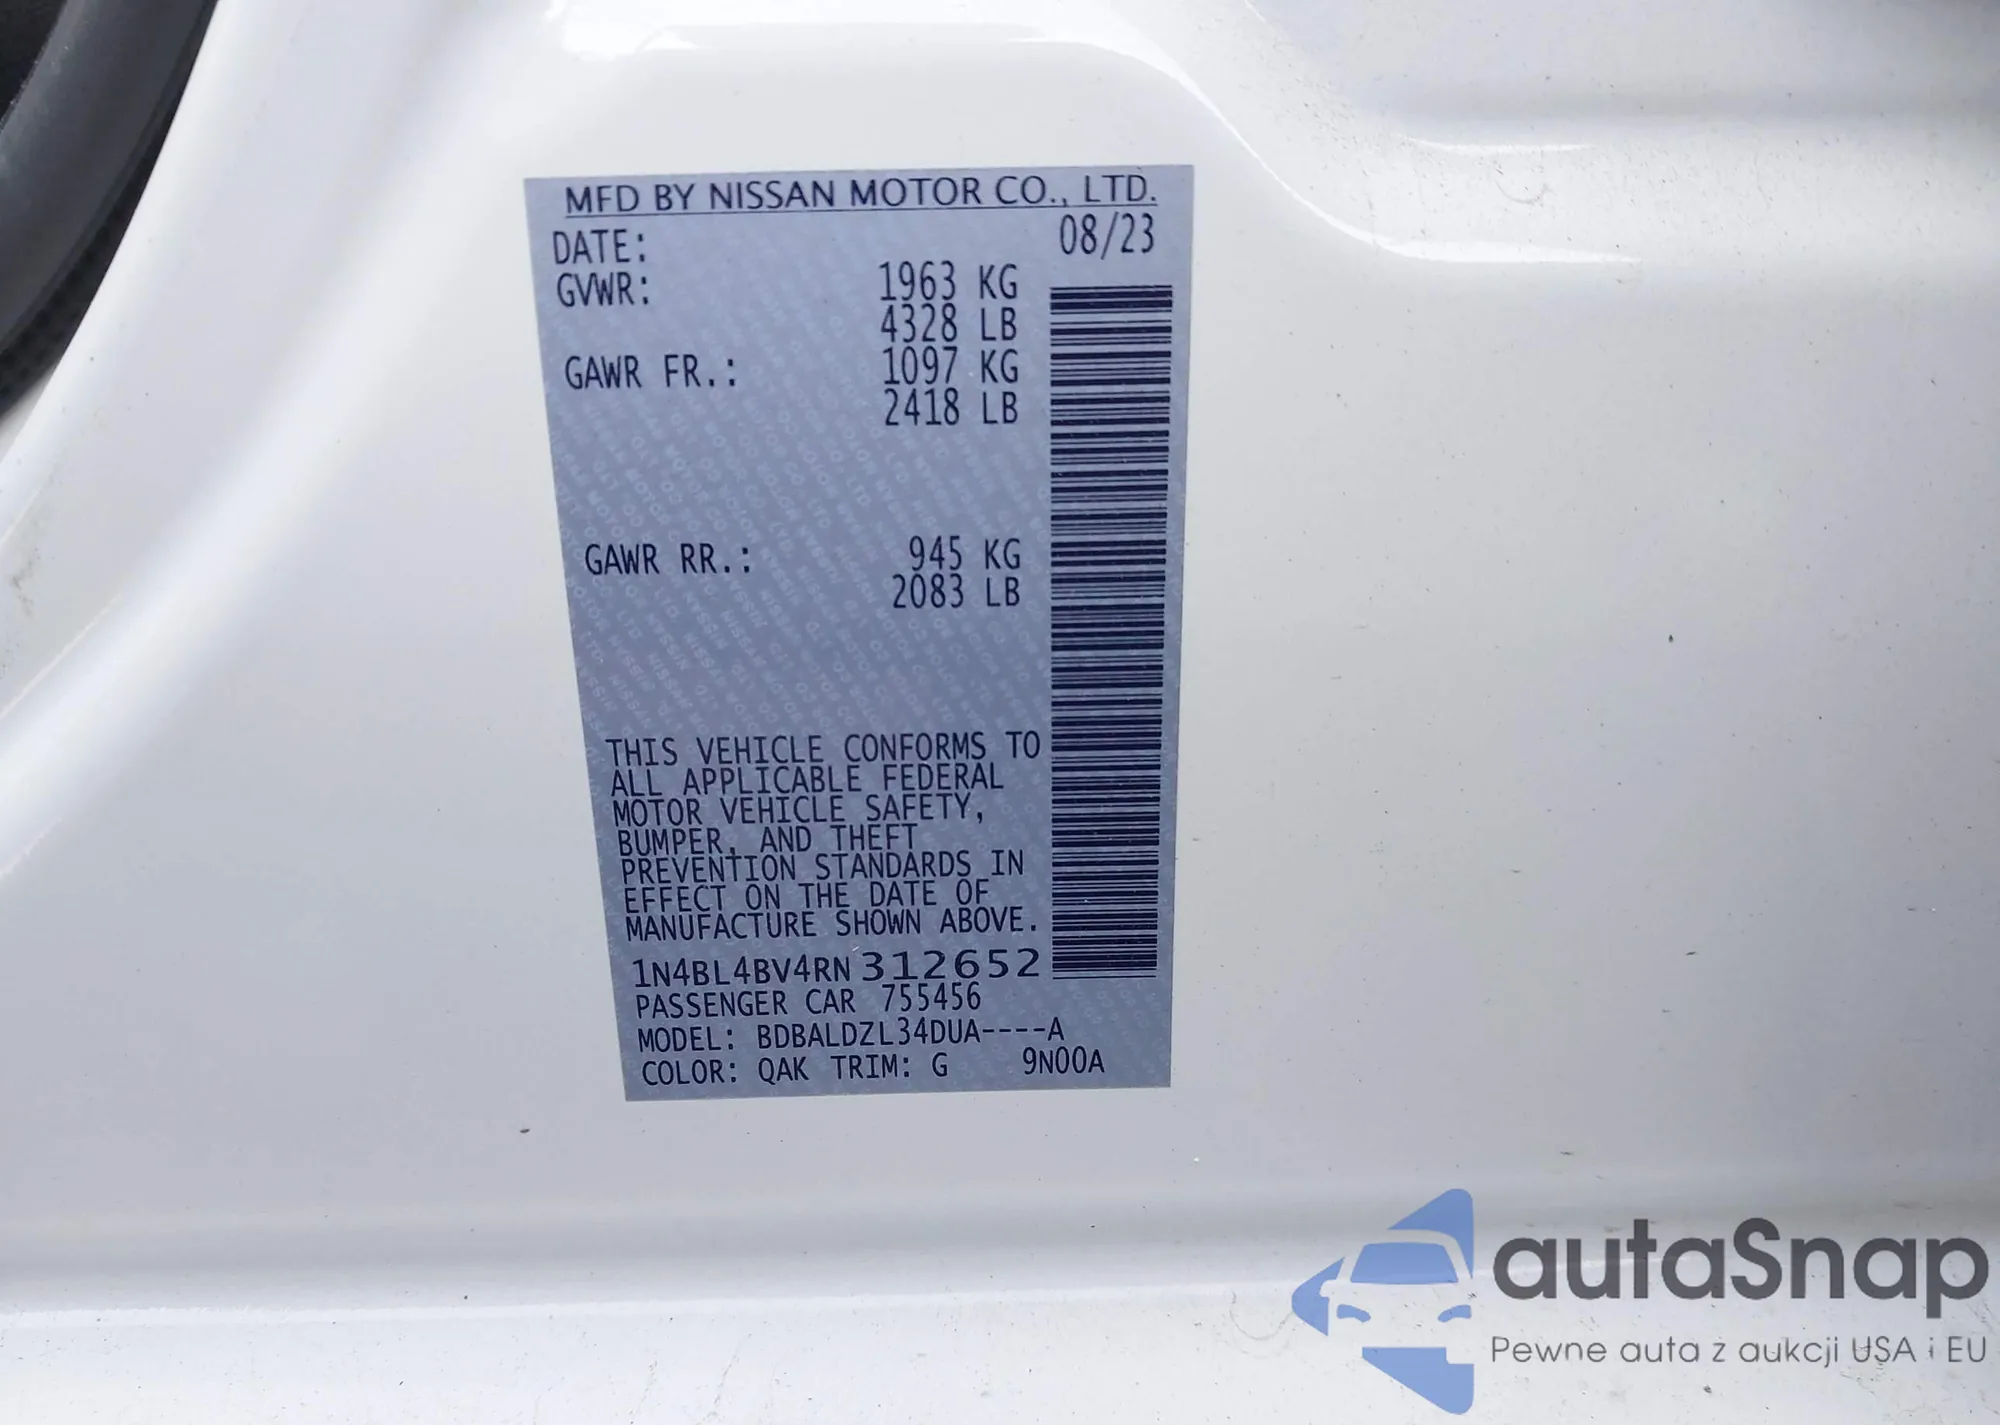 MFD BY NISSAN MOTOR CO., LTD.
DATE: 08/23
GVWR: 1963 KG
4328 LB
GAWR FR.: 1097 KG
2418 LB
GAWR RR.: 945 KG
2083 LB
THIS VEHICLE CONFORMS TO
ALL APPLICABLE FEDERAL
MOTOR VEHICLE SAFETY,
BUMPER, AND THEFT
PREVENTION STANDARDS IN
EFFECT ON THE DATE OF
MANUFACTURE SHOWN ABOVE.
1N4BL4BV4RN312652
PASSENGER CAR 755456
MODEL: BDBALDZL34DUA----A
COLOR: QAK TRIM: G 9N00A
autaSnap
Pewne auta z aukcji USA i EU